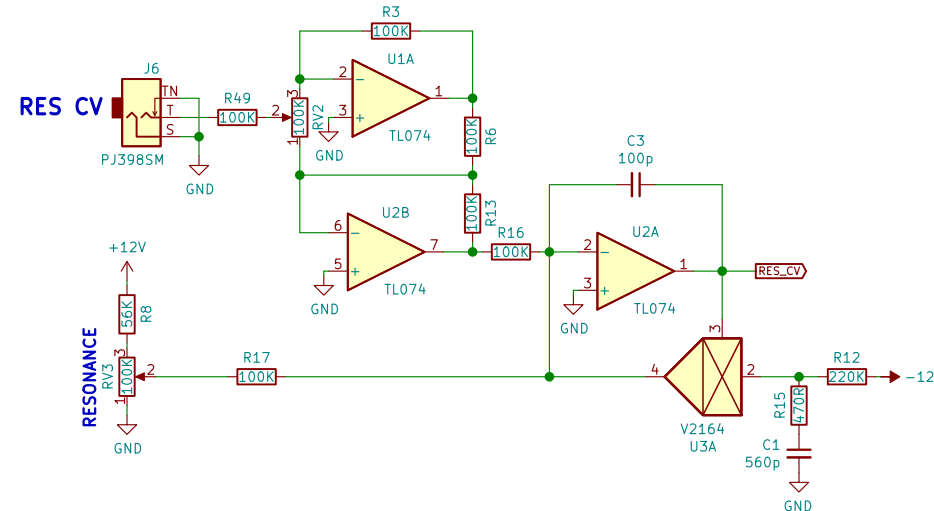 R3
100K
U1A
J6
TN
2
−
3
1
R49
RES CV
T
100K
2
100K
RV2
3
+
100K
R6
S
1
TL074
GND
PJ398SM
GND
C3
100p
U2B
100K
R13
6
−
R16
U2A
7
100K
2
−
+12V
5
+
1
RES_CV
GND
TL074
3
+
56K
R8
GND
TL074
3
RESONANCE
RV3
3
100K
2
R17
100K
4
2
R12
220K
-12
1
R15
470R
GND
V2164
U3A
C1
560p
GND